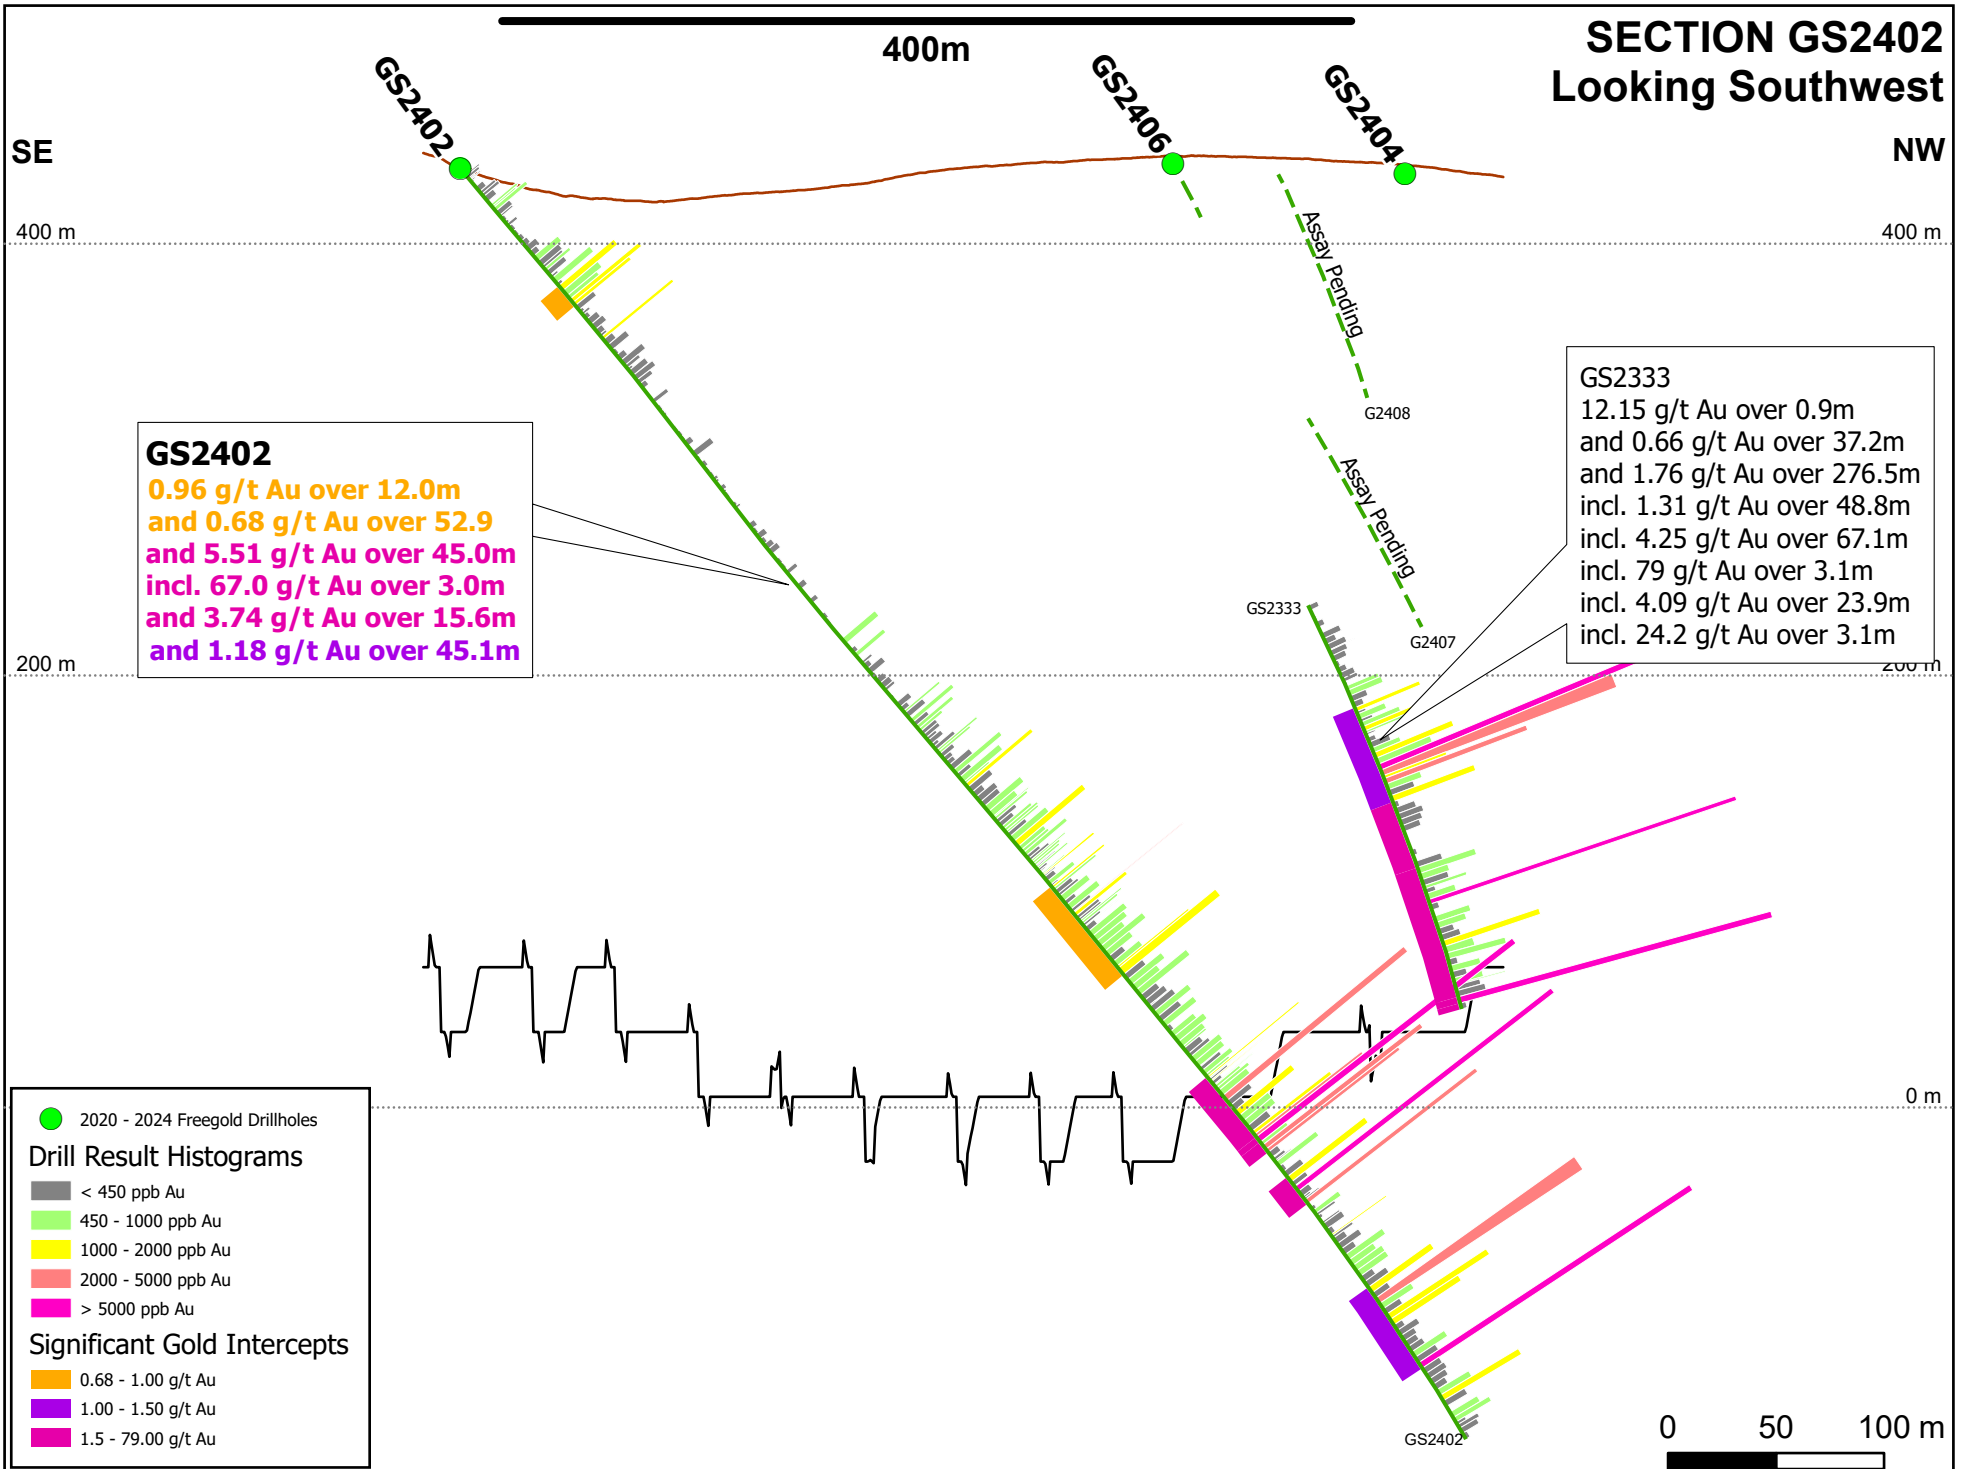 SECTION GS2402
Looking Southwest
400m
GS2402
GS2406
GS2404
SE
NW
400 m
400 m
Assay Pending
G2408
Assay Pending
G2407
GS2333
12.15 g/t Au over 0.9m
and 0.66 g/t Au over 37.2m
and 1.76 g/t Au over 276.5m
incl. 1.31 g/t Au over 48.8m
incl. 4.25 g/t Au over 67.1m
incl. 79 g/t Au over 3.1m
incl. 4.09 g/t Au over 23.9m
incl. 24.2 g/t Au over 3.1m
GS2402
0.96 g/t Au over 12.0m
and 0.68 g/t Au over 52.9
and 5.51 g/t Au over 45.0m
incl. 67.0 g/t Au over 3.0m
and 3.74 g/t Au over 15.6m
and 1.18 g/t Au over 45.1m
GS2333
200 m
200 m
0 m
2020 - 2024 Freegold Drillholes
Drill Result Histograms
< 450 ppb Au
450 - 1000 ppb Au
1000 - 2000 ppb Au
2000 - 5000 ppb Au
> 5000 ppb Au
Significant Gold Intercepts
0.68 - 1.00 g/t Au
1.00 - 1.50 g/t Au
1.5 - 79.00 g/t Au
GS2402
0 50 100 m